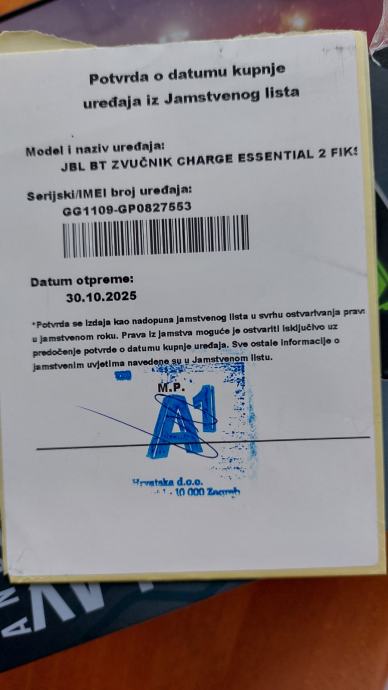 Potvrda o datumu kupnje
uređaja iz Jamstvenog lista
Model i naziv uređaja:
JBL BT ZVUČNIK CHARGE ESSENTIAL 2 FIKS
Serijski/IMEI broj uređaja:
GG1109-GP0827553
Datum otpreme:
30.10.2025
*Potvrda se izdaja kao nadopuna jamstvenog lista u svrhu ostvarivanja prava
u jamstvenom roku. Prava iz jamstva moguće je ostvariti isključivo uz
predočenje potvrde o datumu kupnje uređaja. Sve ostale informacije o
jamstvenim uvjetima navedene su u Jamstvenom listu.
M.P.
A1
Hrvatska d.o.o.
10 000 Zagreb